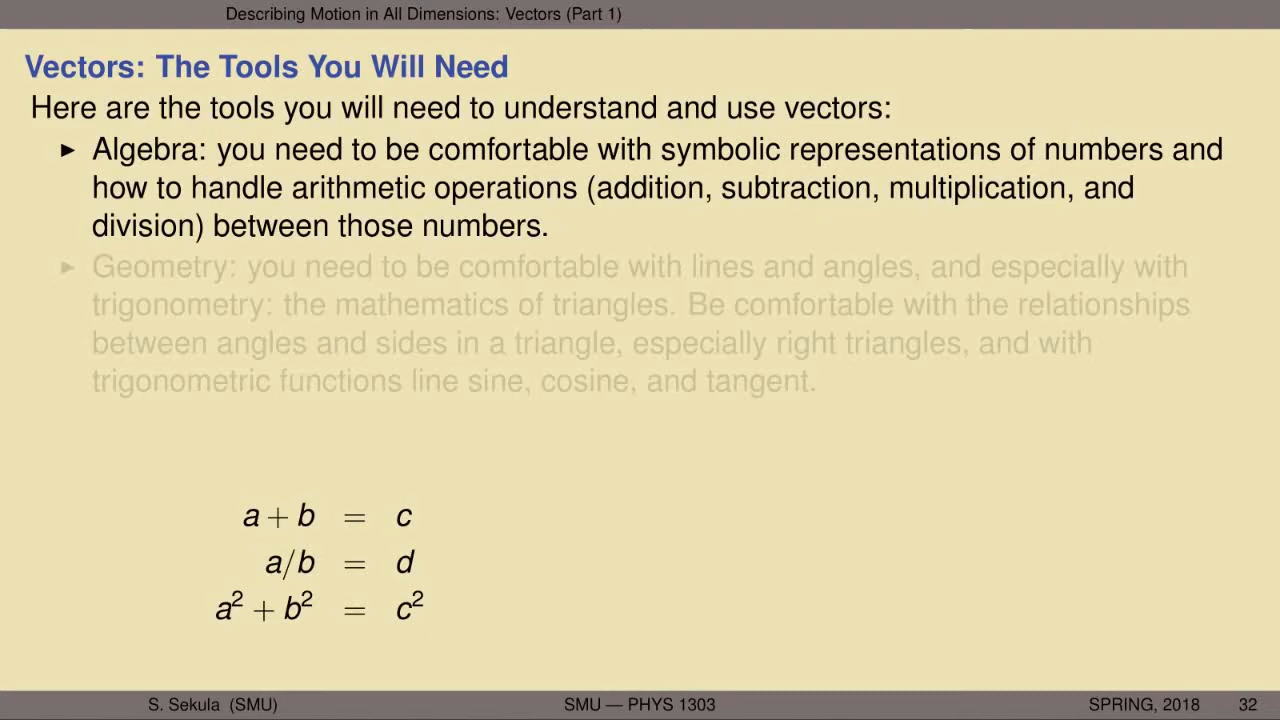 Describing Motion in All Dimensions: Vectors (Part 1)
Vectors: The Tools You Will Need
Here are the tools you will need to understand and use vectors:
▶ Algebra: you need to be comfortable with symbolic representations of numbers and
how to handle arithmetic operations (addition, subtraction, multiplication, and
division) between those numbers.
▶ Geometry: you need to be comfortable with lines and angles, and especially with
trigonometry: the mathematics of triangles. Be comfortable with the relationships
between angles and sides in a triangle, especially right triangles, and with
trigonometric functions line sine, cosine, and tangent.
a + b = c
a/b = d
a² + b² = c²
S. Sekula (SMU) SMU — PHYS 1303 SPRING, 2018 32